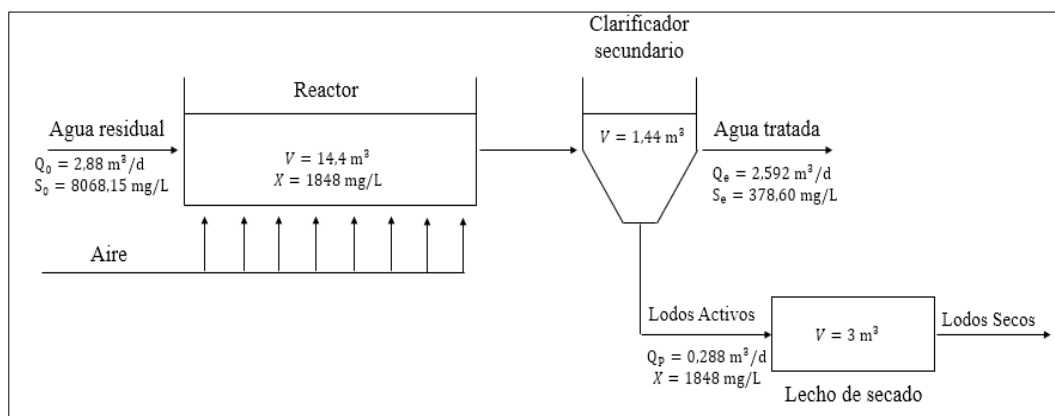 Clarificador
secundario
Reactor
Agua residual
Q₀ = 2,88 m³/d
S₀ = 8068,15 mg/L
V = 14,4 m³
X = 1848 mg/L
V = 1,44 m³
Agua tratada
Qₑ = 2,592 m³/d
Sₑ = 378,60 mg/L
Aire
Lodos Activos
Qₚ = 0,288 m³/d
X = 1848 mg/L
V = 3 m³
Lodos Secos
Lecho de secado